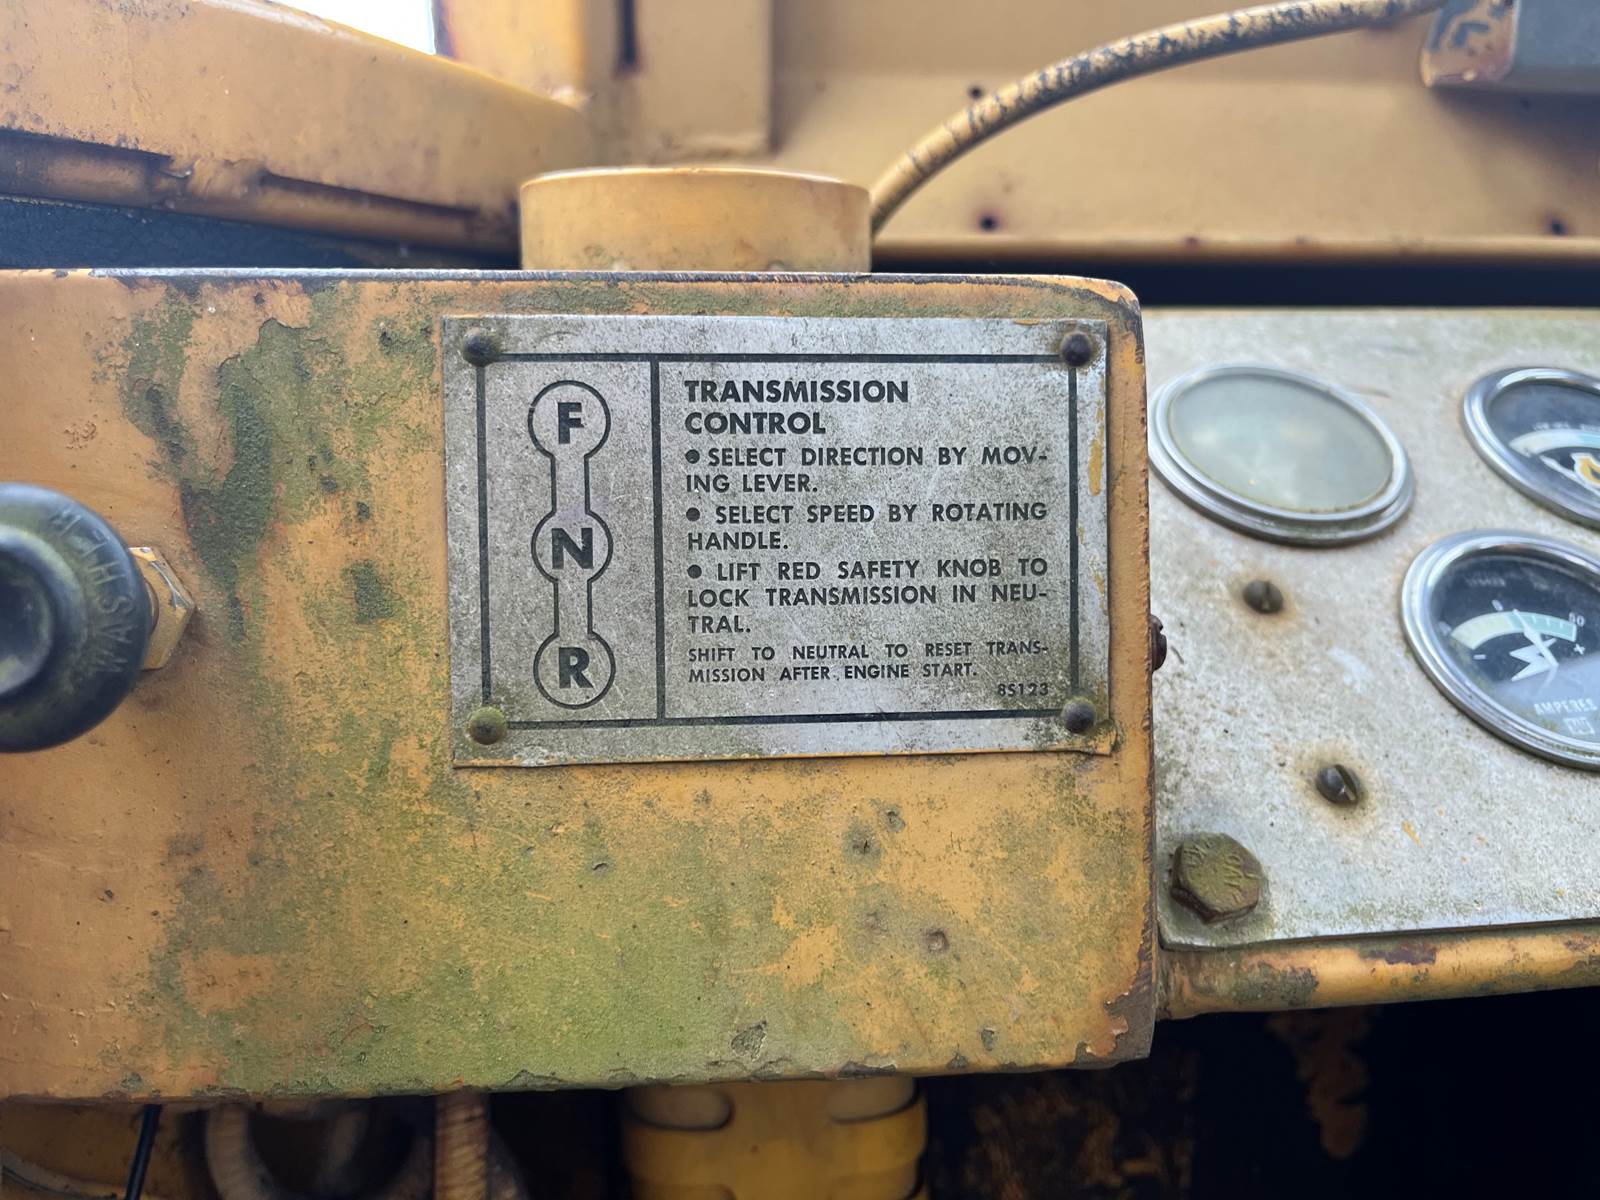 F
N
R
TRANSMISSION
CONTROL
● SELECT DIRECTION BY MOV-
ING LEVER.
● SELECT SPEED BY ROTATING
HANDLE.
● LIFT RED SAFETY KNOB TO
LOCK TRANSMISSION IN NEU-
TRAL.
SHIFT TO NEUTRAL TO RESET TRANS-
MISSION AFTER ENGINE START.
8S123
WASHER
AMPERES